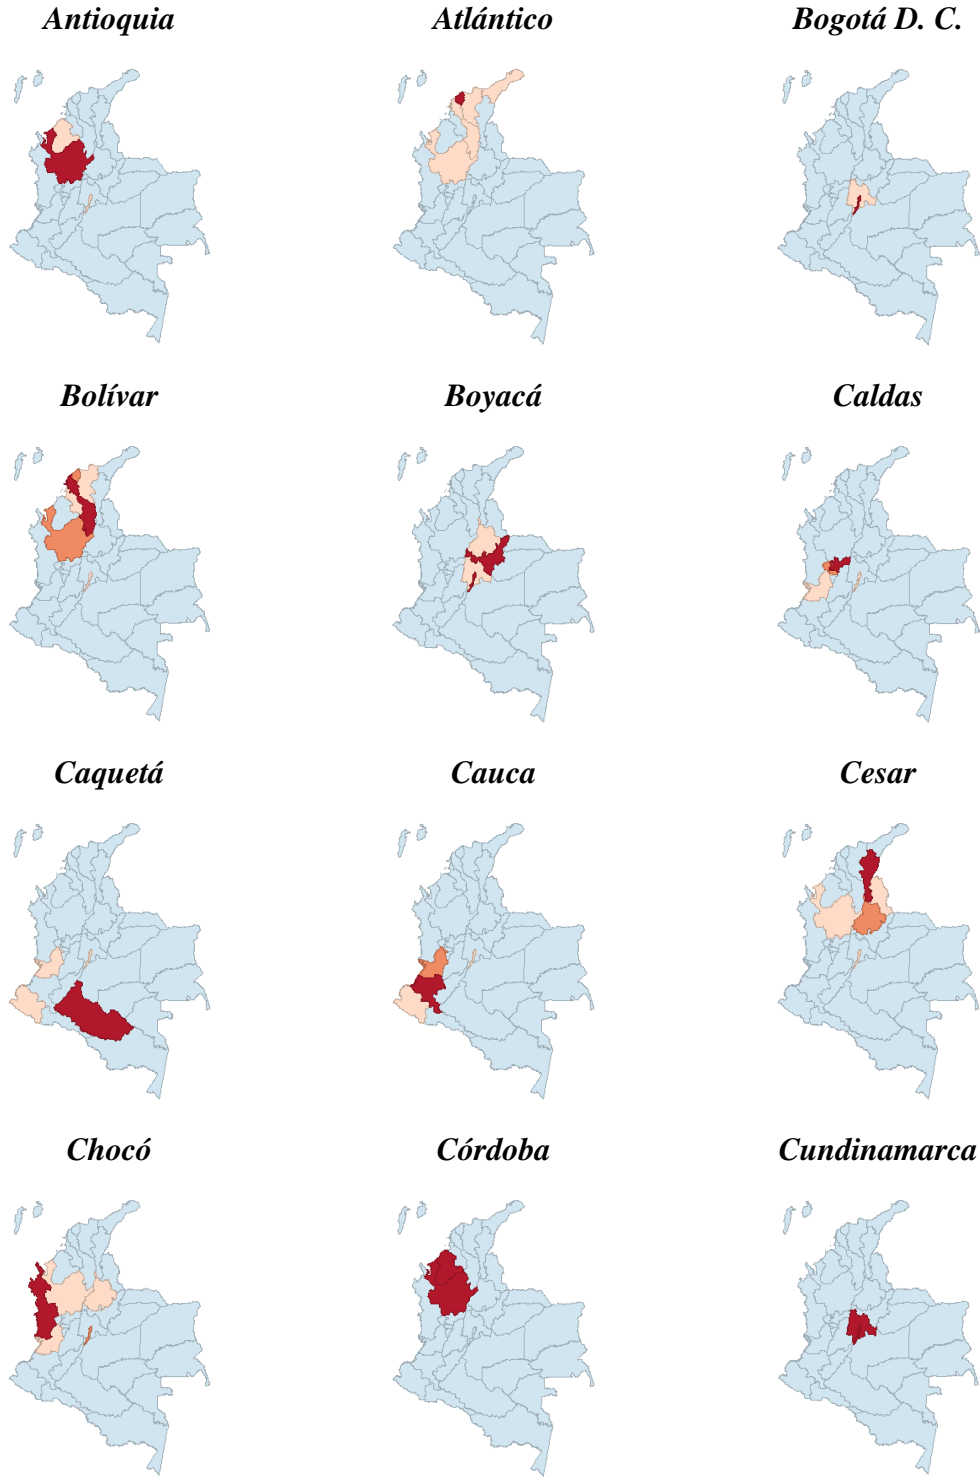 Antioquia
Atlántico
Bogotá D. C.
Bolívar
Boyacá
Caldas
Caquetá
Cauca
Cesar
Chocó
Córdoba
Cundinamarca